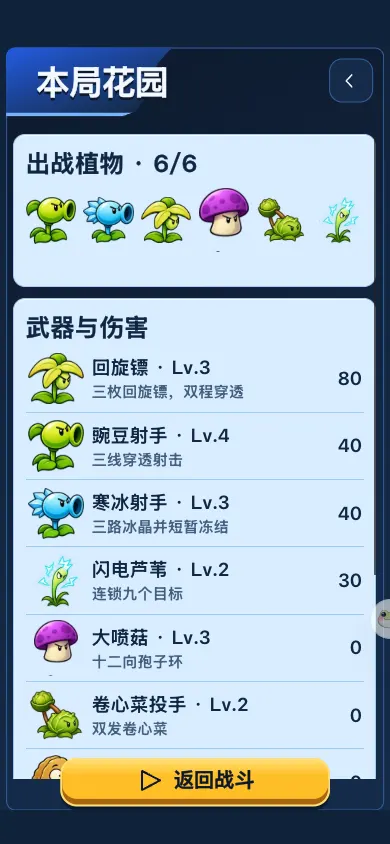 本局花园
出战植物 · 6/6
武器与伤害
回旋镖 · Lv.3
三枚回旋镖，双程穿透
80
豌豆射手 · Lv.4
三线穿透射击
40
寒冰射手 · Lv.3
三路冰晶并短暂冻结
40
闪电芦苇 · Lv.2
连锁九个目标
30
大喷菇 · Lv.3
十二向孢子环
0
卷心菜投手 · Lv.2
双发卷心菜
0
返回战斗